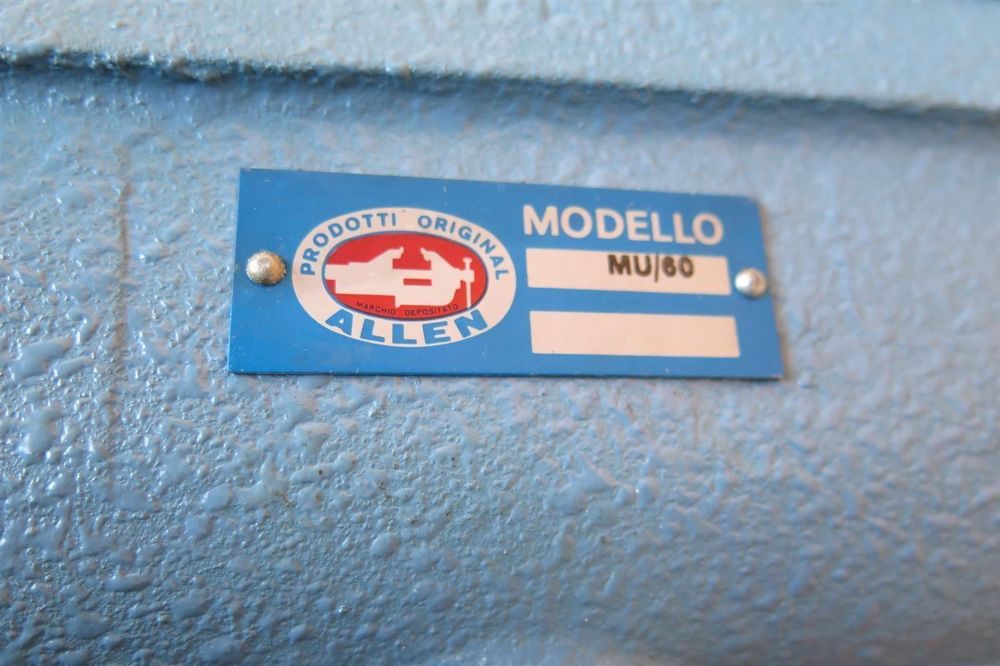 PRODOTTI ORIGINAL
MARCHIO DEPOSITATO
ALLEN
MODELLO
MU/60